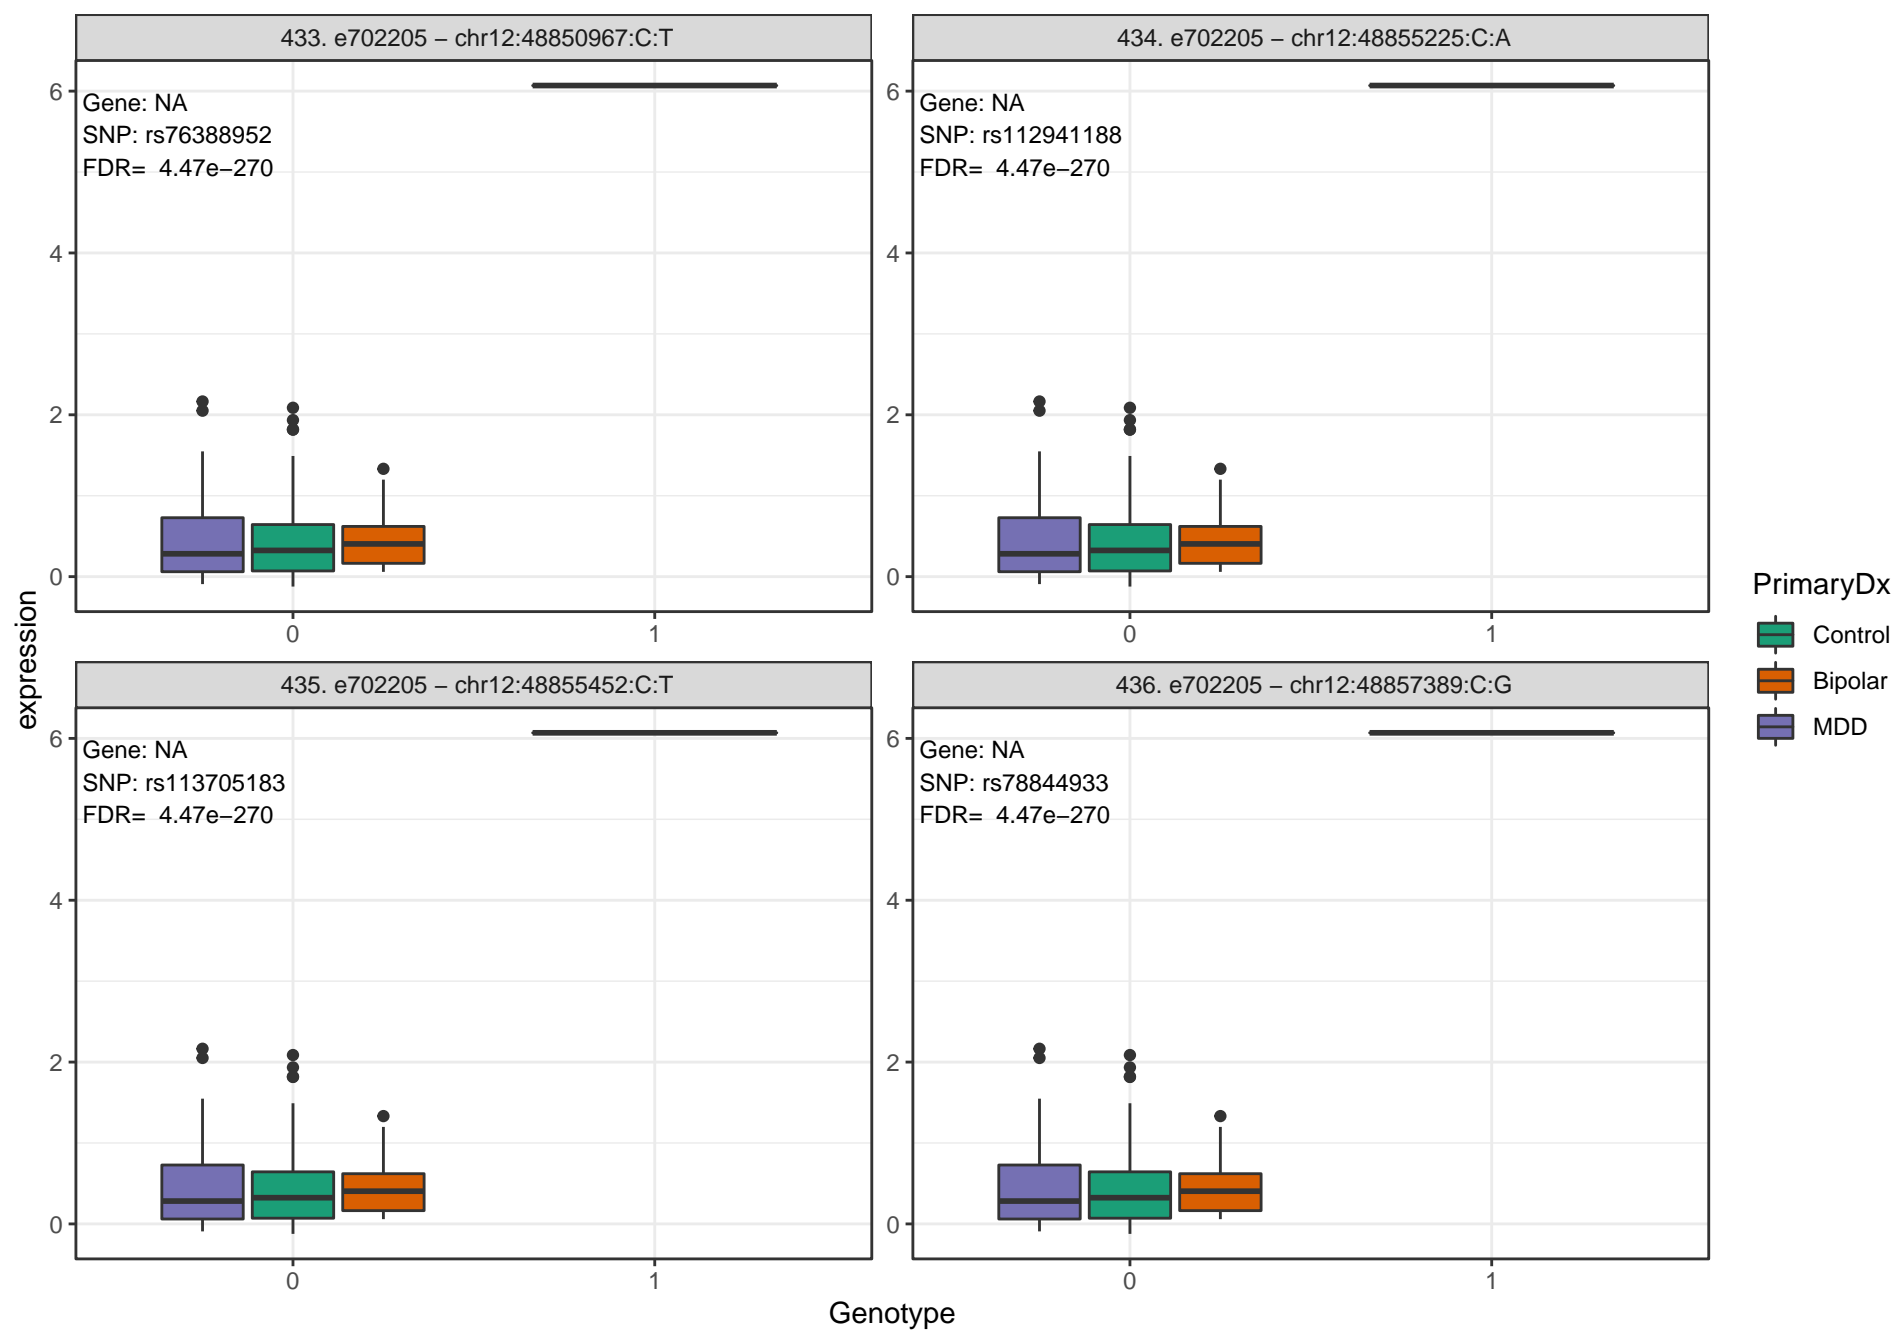 433. e702205 – chr12:48850967:C:T
Gene: NA
SNP: rs76388952
FDR=  4.47e−270
6
4
2
0
0
1
434. e702205 – chr12:48855225:C:A
Gene: NA
SNP: rs112941188
FDR=  4.47e−270
6
4
2
0
0
1
435. e702205 – chr12:48855452:C:T
Gene: NA
SNP: rs113705183
FDR=  4.47e−270
6
4
2
0
0
1
436. e702205 – chr12:48857389:C:G
Gene: NA
SNP: rs78844933
FDR=  4.47e−270
6
4
2
0
0
1
expression
Genotype
PrimaryDx
Control
Bipolar
MDD